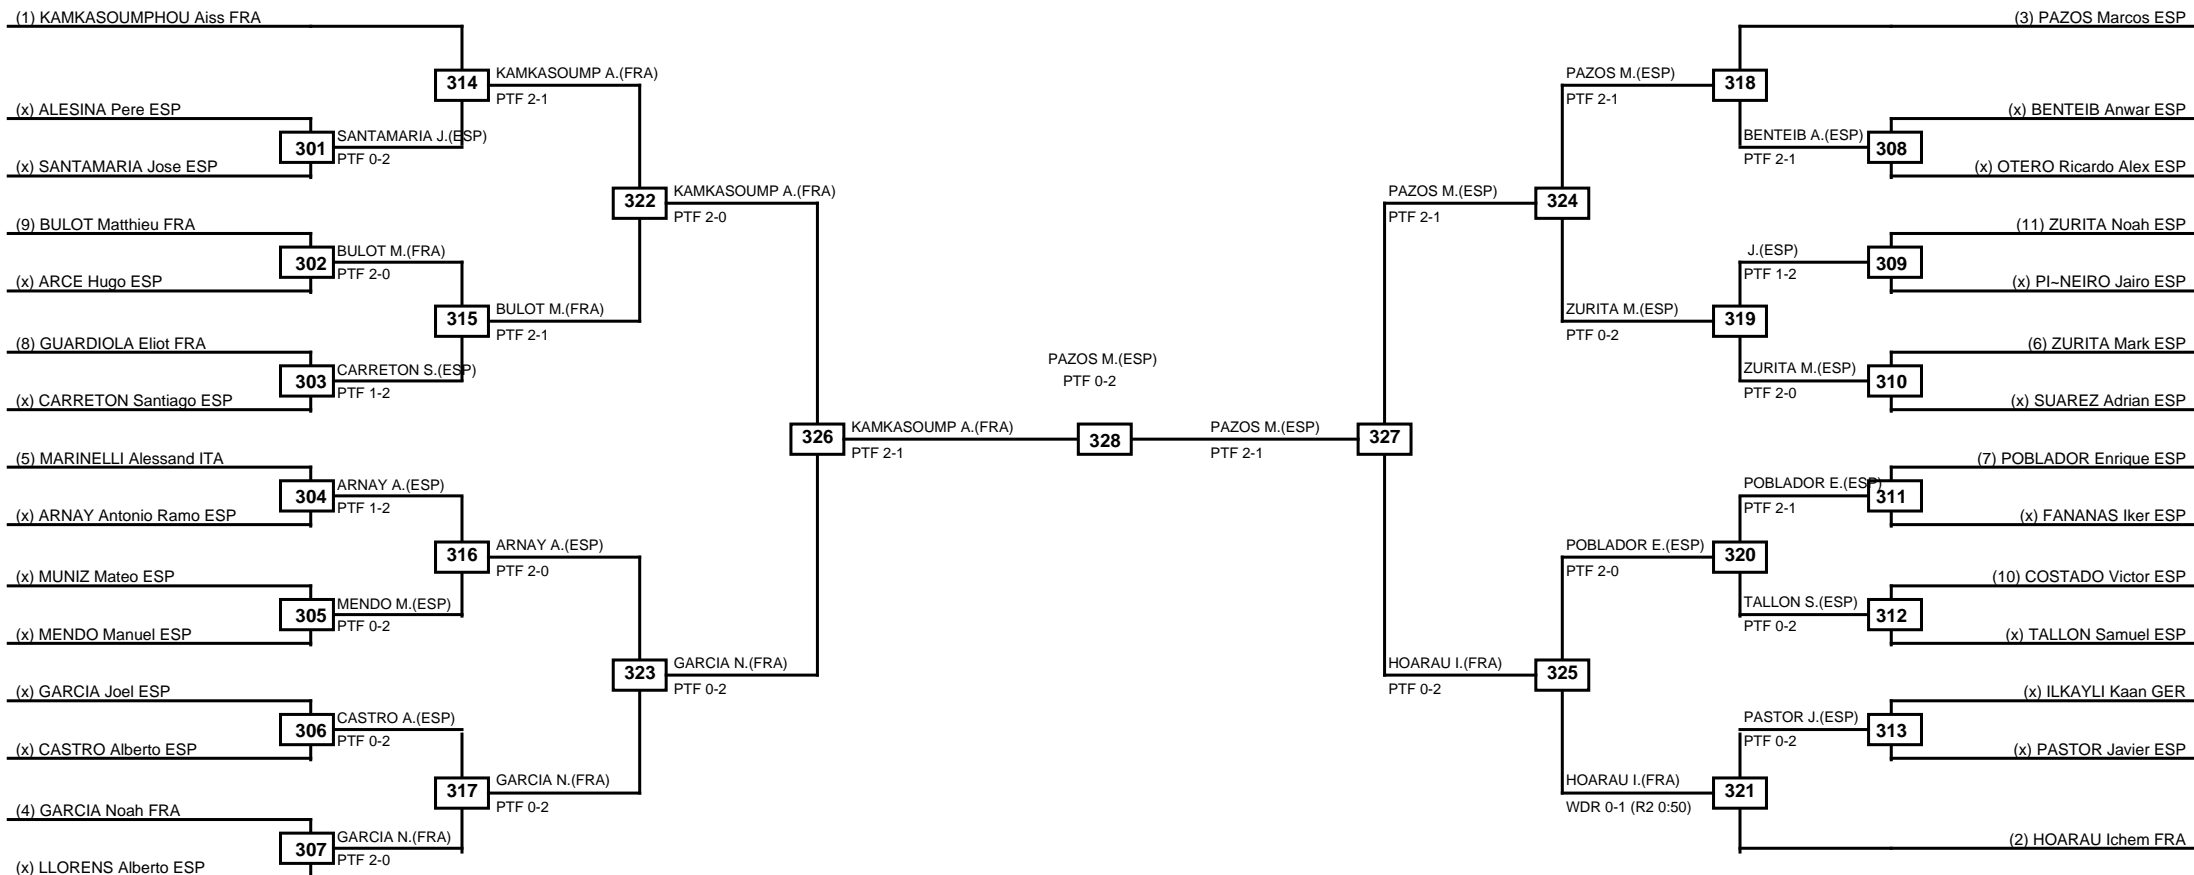 (1) KAMKASOUMPHOU Aiss FRA
(3) PAZOS Marcos ESP
314
KAMKASOUMP A.(FRA)
PTF 2-1
PAZOS M.(ESP)
PTF 2-1
318
(x) ALESINA Pere ESP
(x) BENTEIB Anwar ESP
301
SANTAMARIA J.(ESP)
PTF 0-2
BENTEIB A.(ESP)
PTF 2-1
308
(x) SANTAMARIA Jose ESP
(x) OTERO Ricardo Alex ESP
322
KAMKASOUMP A.(FRA)
PTF 2-0
PAZOS M.(ESP)
PTF 2-1
324
(9) BULOT Matthieu FRA
(11) ZURITA Noah ESP
302
BULOT M.(FRA)
PTF 2-0
J.(ESP)
PTF 1-2
309
(x) ARCE Hugo ESP
(x) PI~NEIRO Jairo ESP
315
BULOT M.(FRA)
PTF 2-1
ZURITA M.(ESP)
PTF 0-2
319
(8) GUARDIOLA Eliot FRA
(6) ZURITA Mark ESP
303
CARRETON S.(ESP)
PTF 1-2
PAZOS M.(ESP)
PTF 0-2
ZURITA M.(ESP)
PTF 2-0
310
(x) CARRETON Santiago ESP
(x) SUAREZ Adrian ESP
326
KAMKASOUMP A.(FRA)
PTF 2-1
328
PAZOS M.(ESP)
PTF 2-1
327
(5) MARINELLI Alessand ITA
(7) POBLADOR Enrique ESP
304
ARNAY A.(ESP)
PTF 1-2
POBLADOR E.(ESP)
PTF 2-1
311
(x) ARNAY Antonio Ramo ESP
(x) FANANAS Iker ESP
316
ARNAY A.(ESP)
PTF 2-0
POBLADOR E.(ESP)
PTF 2-0
320
(x) MUNIZ Mateo ESP
(10) COSTADO Victor ESP
305
MENDO M.(ESP)
PTF 0-2
TALLON S.(ESP)
PTF 0-2
312
(x) MENDO Manuel ESP
(x) TALLON Samuel ESP
323
GARCIA N.(FRA)
PTF 0-2
HOARAU I.(FRA)
PTF 0-2
325
(x) GARCIA Joel ESP
(x) ILKAYLI Kaan GER
306
CASTRO A.(ESP)
PTF 0-2
PASTOR J.(ESP)
PTF 0-2
313
(x) CASTRO Alberto ESP
(x) PASTOR Javier ESP
317
GARCIA N.(FRA)
PTF 0-2
HOARAU I.(FRA)
WDR 0-1 (R2 0:50)
321
(4) GARCIA Noah FRA
307
GARCIA N.(FRA)
PTF 2-0
(2) HOARAU Ichem FRA
(x) LLORENS Alberto ESP